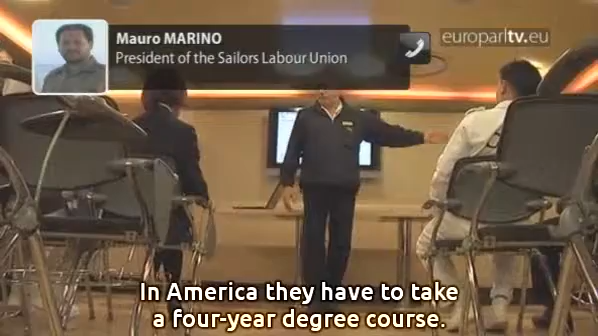 Mauro MARINO
President of the Sailors Labour Union
europarltv.eu
In America they have to take
a four-year degree course.